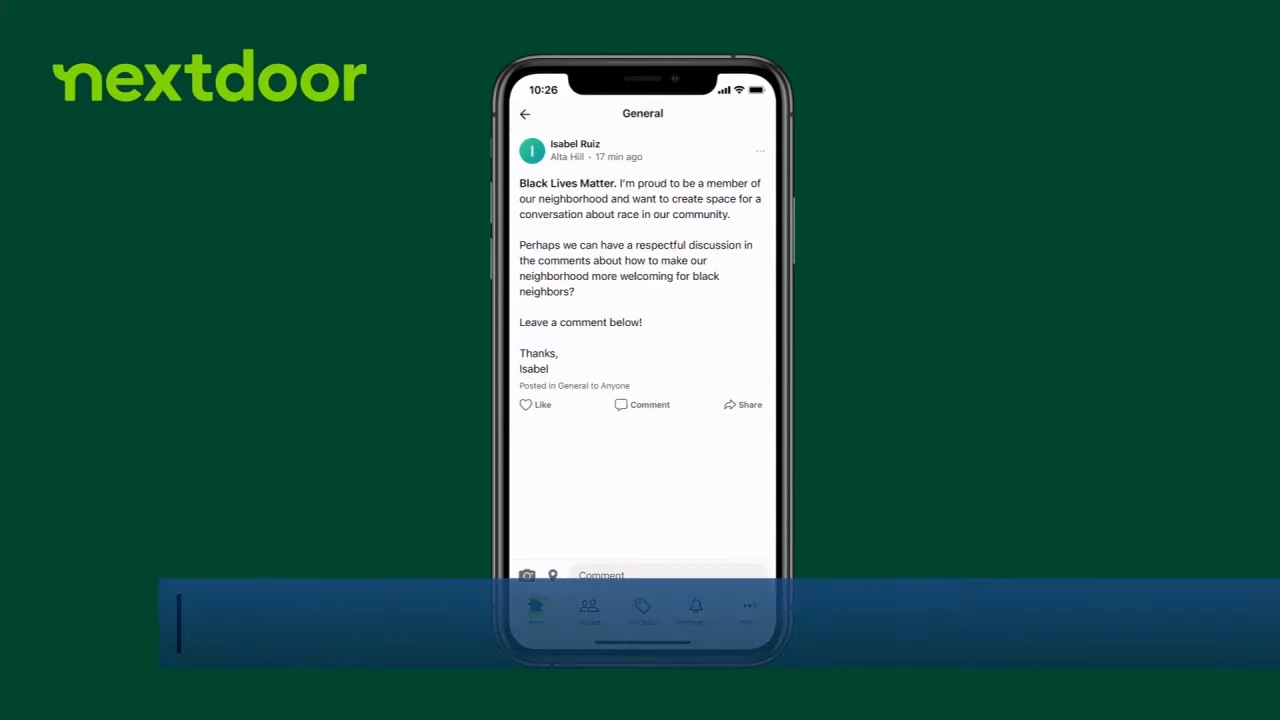 nextdoor
10:26
General
I
Isabel Ruiz
Alta Hill • 17 min ago
Black Lives Matter. I'm proud to be a member of
our neighborhood and want to create space for a
conversation about race in our community.
Perhaps we can have a respectful discussion in
the comments about how to make our
neighborhood more welcoming for black
neighbors?
Leave a comment below!
Thanks,
Isabel
Posted in General to Anyone
Like Comment Share
Comment